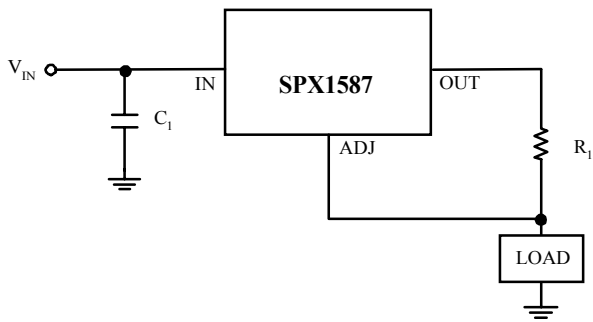 V_IN
IN
SPX1587
OUT
C_1
ADJ
R_1
LOAD